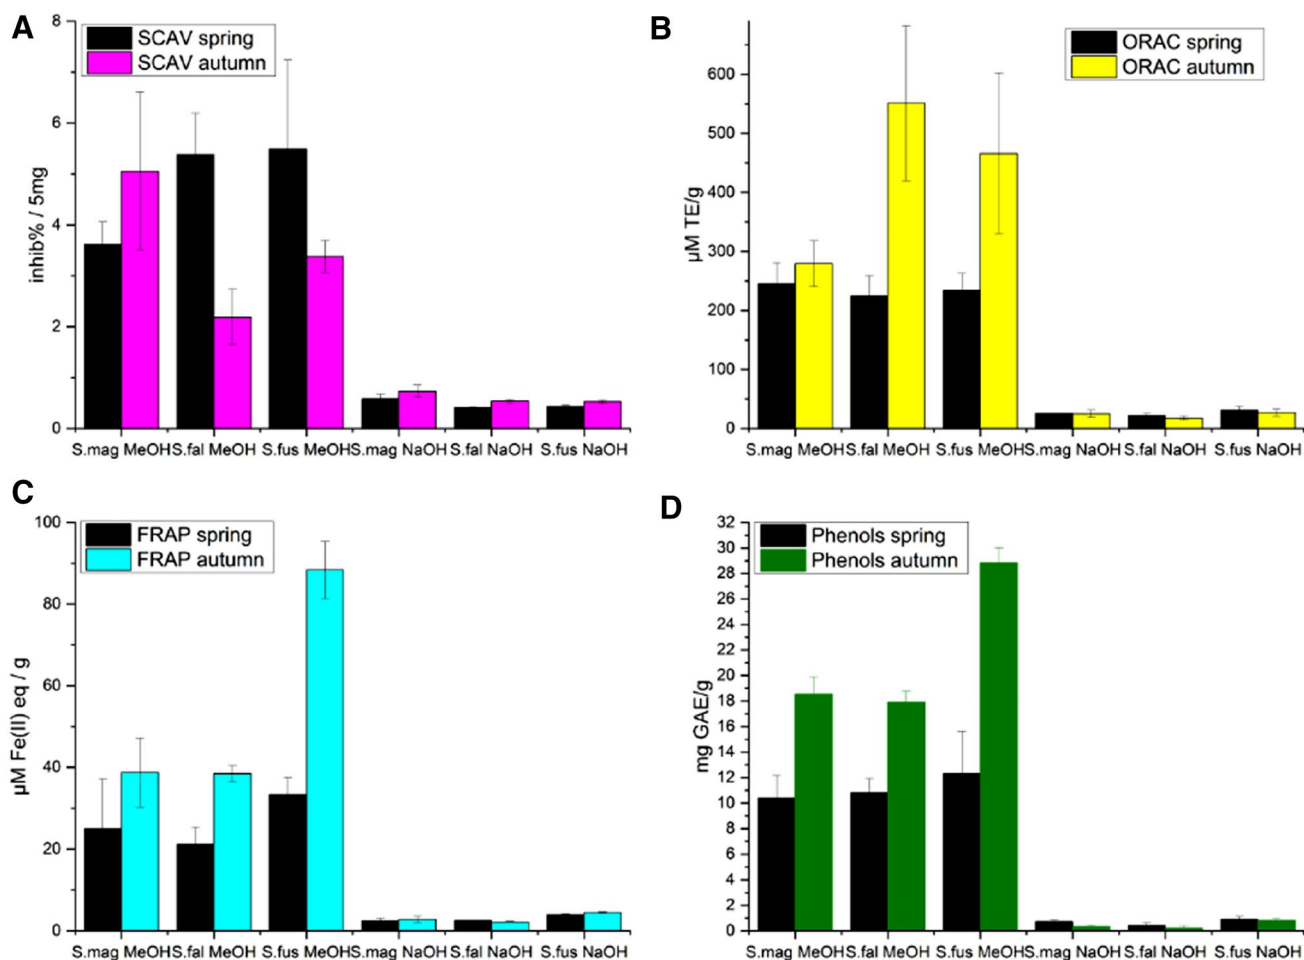 A
8
6
4
2
0
inhib% / 5mg
SCAV spring
SCAV autumn
S.mag MeOH S.fal MeOH S.fus MeOH S.mag NaOH S.fal NaOH S.fus NaOH
B
600
500
400
300
200
100
0
µM TE/g
ORAC spring
ORAC autumn
S.mag MeOH S.fal MeOH S.fus MeOH S.mag NaOH S.fal NaOH S.fus NaOH
C
100
80
60
40
20
0
µM Fe(II) eq / g
FRAP spring
FRAP autumn
S.mag MeOH S.fal MeOH S.fus MeOH S.mag NaOH S.fal NaOH S.fus NaOH
D
32
30
28
26
24
22
20
18
16
14
12
10
8
6
4
2
0
mg GAE/g
Phenols spring
Phenols autumn
S.mag MeOH S.fal MeOH S.fus MeOH S.mag NaOH S.fal NaOH S.fus NaOH